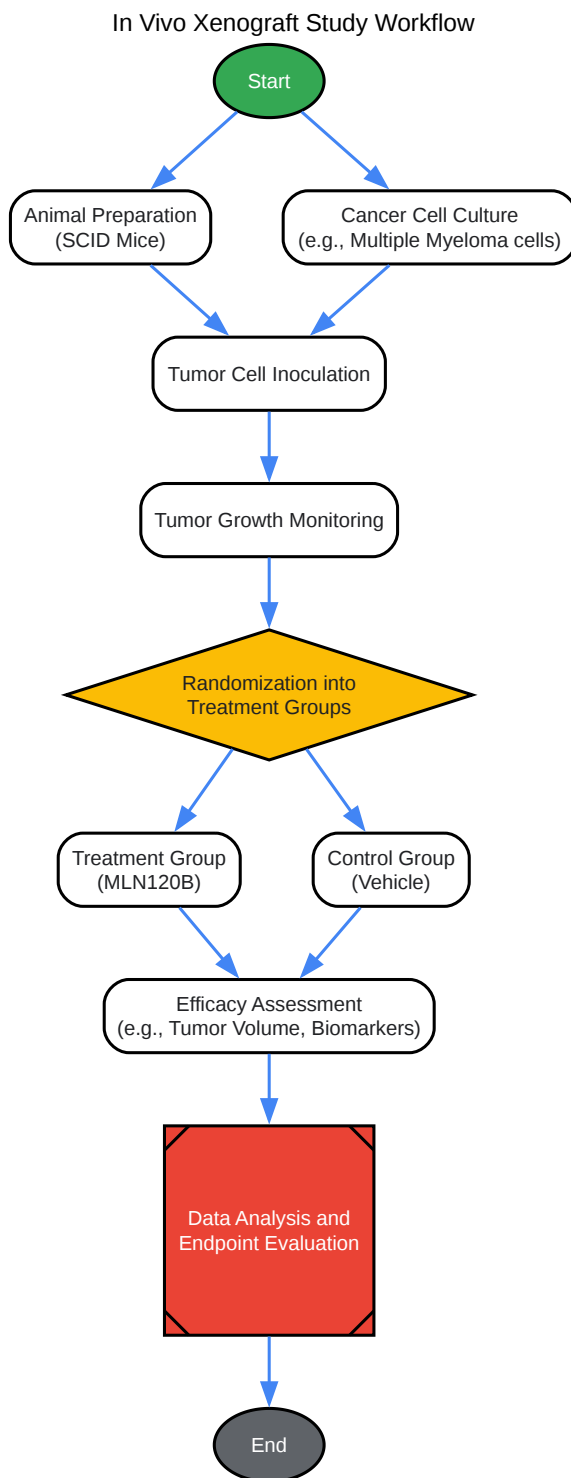 In Vivo Xenograft Study Workflow
Start
Animal Preparation
(SCID Mice)
Cancer Cell Culture
(e.g., Multiple Myeloma cells)
Tumor Cell Inoculation
Tumor Growth Monitoring
Randomization into
Treatment Groups
Treatment Group
(MLN120B)
Control Group
(Vehicle)
Efficacy Assessment
(e.g., Tumor Volume, Biomarkers)
Data Analysis and
Endpoint Evaluation
End